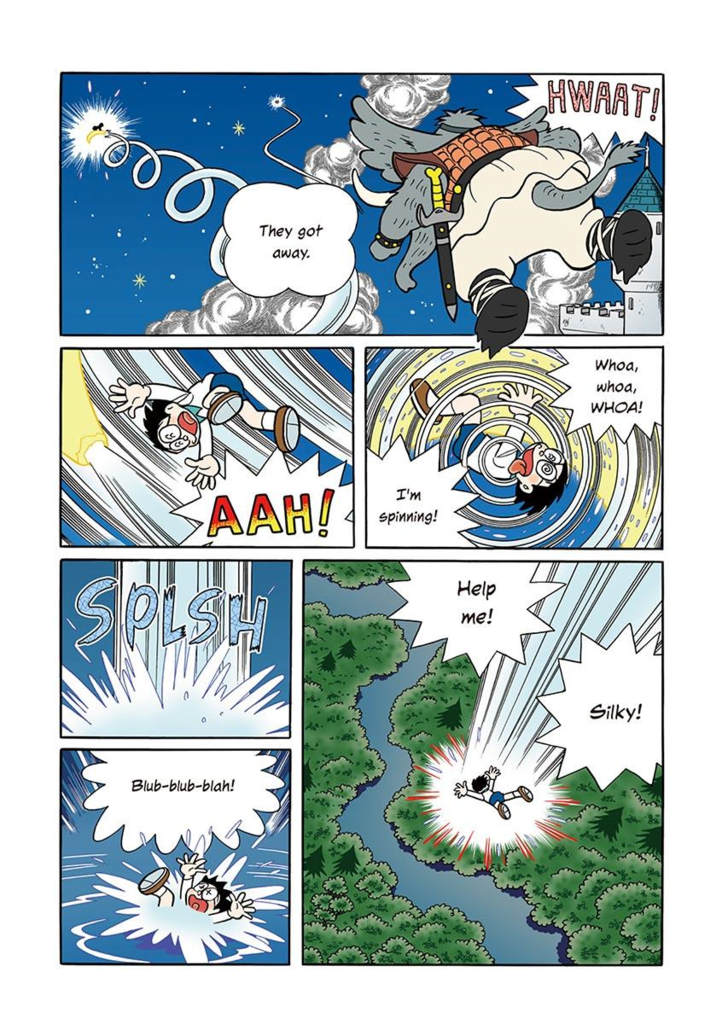 HWAAT!
They got
away.
Whoa,
whoa,
WHOA!
I'm
spinning!
AAH!
Silky!
Help
me!
SPLSH
Blub-blub-blah!